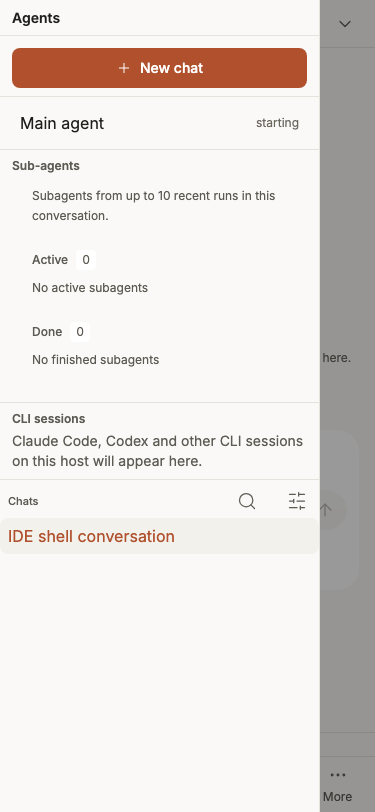 Agents
New chat
Main agent
starting
Sub-agents
Subagents from up to 10 recent runs in this
conversation.
Active 0
No active subagents
Done 0
No finished subagents
CLI sessions
Claude Code, Codex and other CLI sessions
on this host will appear here.
Chats
IDE shell conversation
here.
More